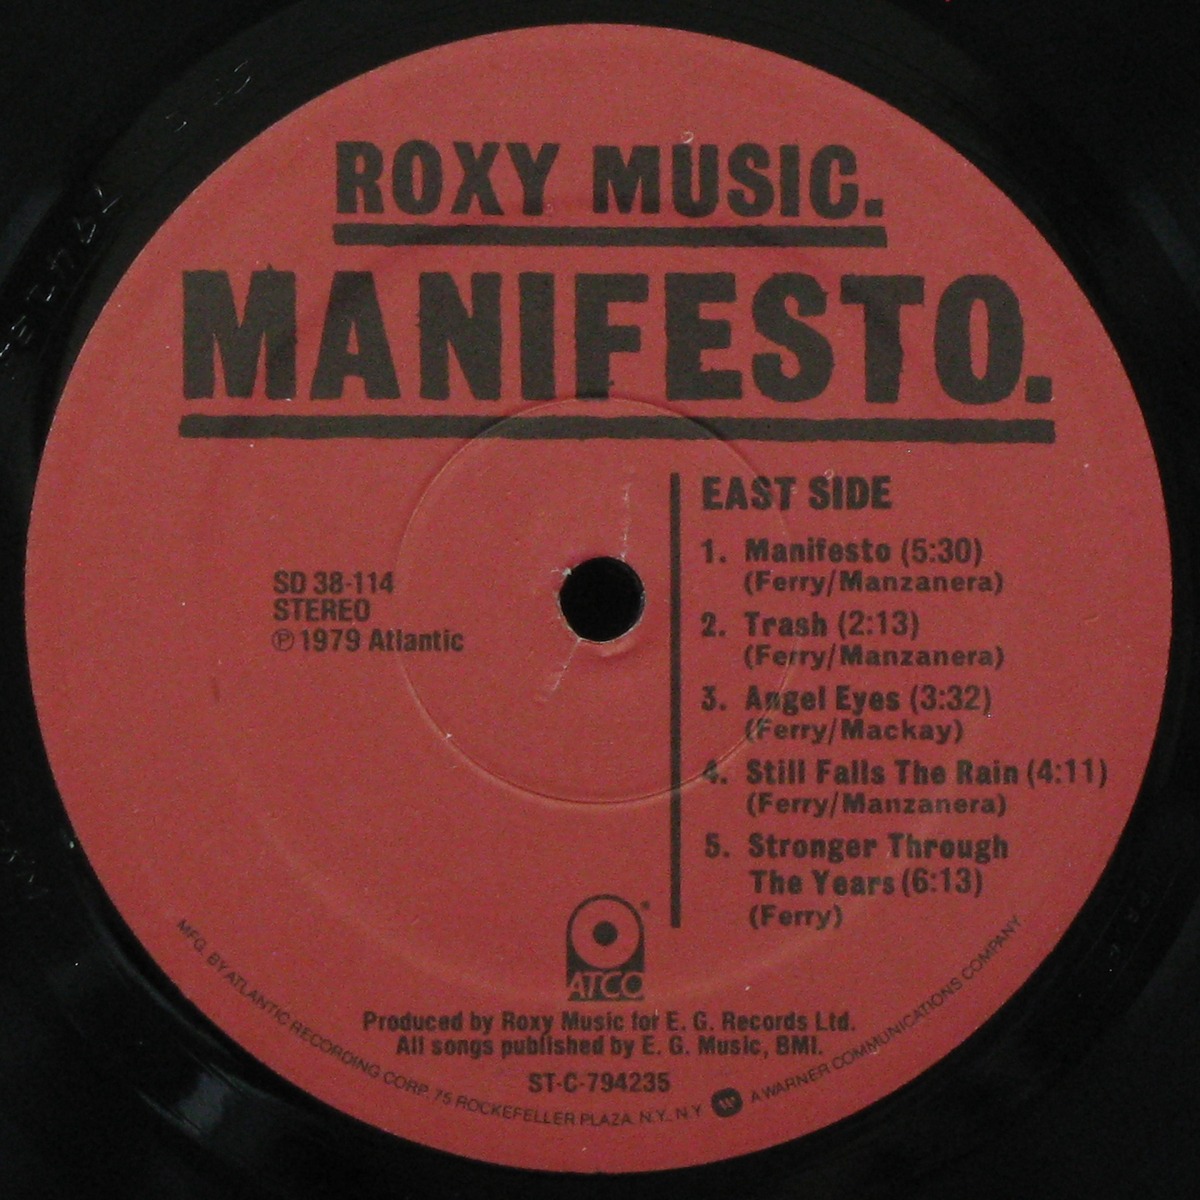 ROXY MUSIC.
MANIFESTO.
EAST SIDE
1. Manifesto (5:30)
(Ferry/Manzanera)
2. Trash (2:13)
(Ferry/Manzanera)
3. Angel Eyes (3:32)
(Ferry/Mackay)
4. Still Falls The Rain (4:11)
(Ferry/Manzanera)
5. Stronger Through
The Years (6:13)
(Ferry)
SD 38-114
STEREO
℗ 1979 Atlantic
ATCO
®
Produced by Roxy Music for E. G. Records Ltd.
All songs published by E. G. Music, BMI.
ST-C-794235
MFG. BY ATLANTIC RECORDING CORP. 75 ROCKEFELLER PLAZA, N.Y., N.Y. A WARNER COMMUNICATIONS COMPANY